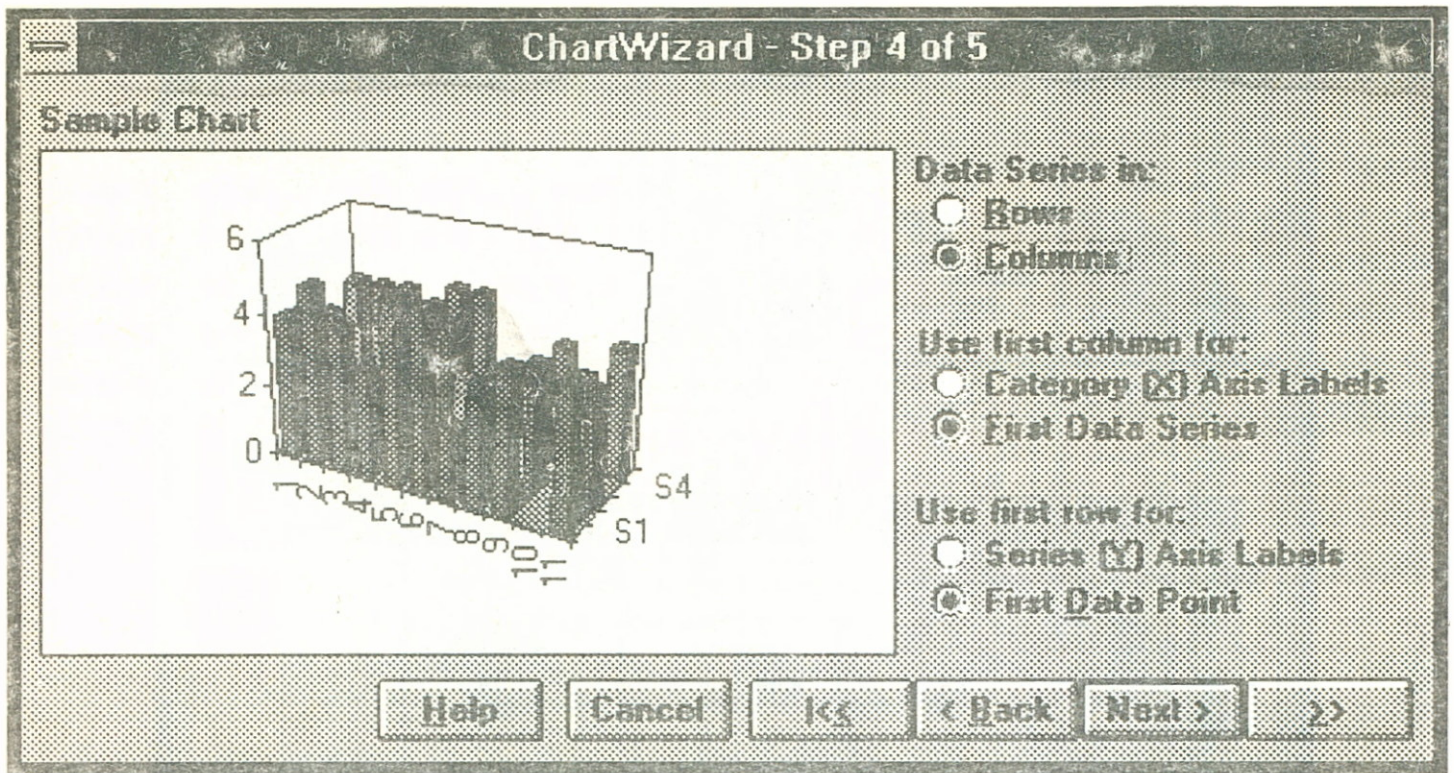 ChartWizard - Step 4 of 5
Sample Chart
6
4
2
0
1
2
3
4
5
6
7
8
9
10
11
S1
S4
Data Series in:
Rows
Columns
Use first column for:
Category (X) Axis Labels
First Data Series
Use first row for:
Series (Y) Axis Labels
First Data Point
Help
Cancel
|<<
< Back
Next >
>>